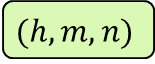 (h, m, n)